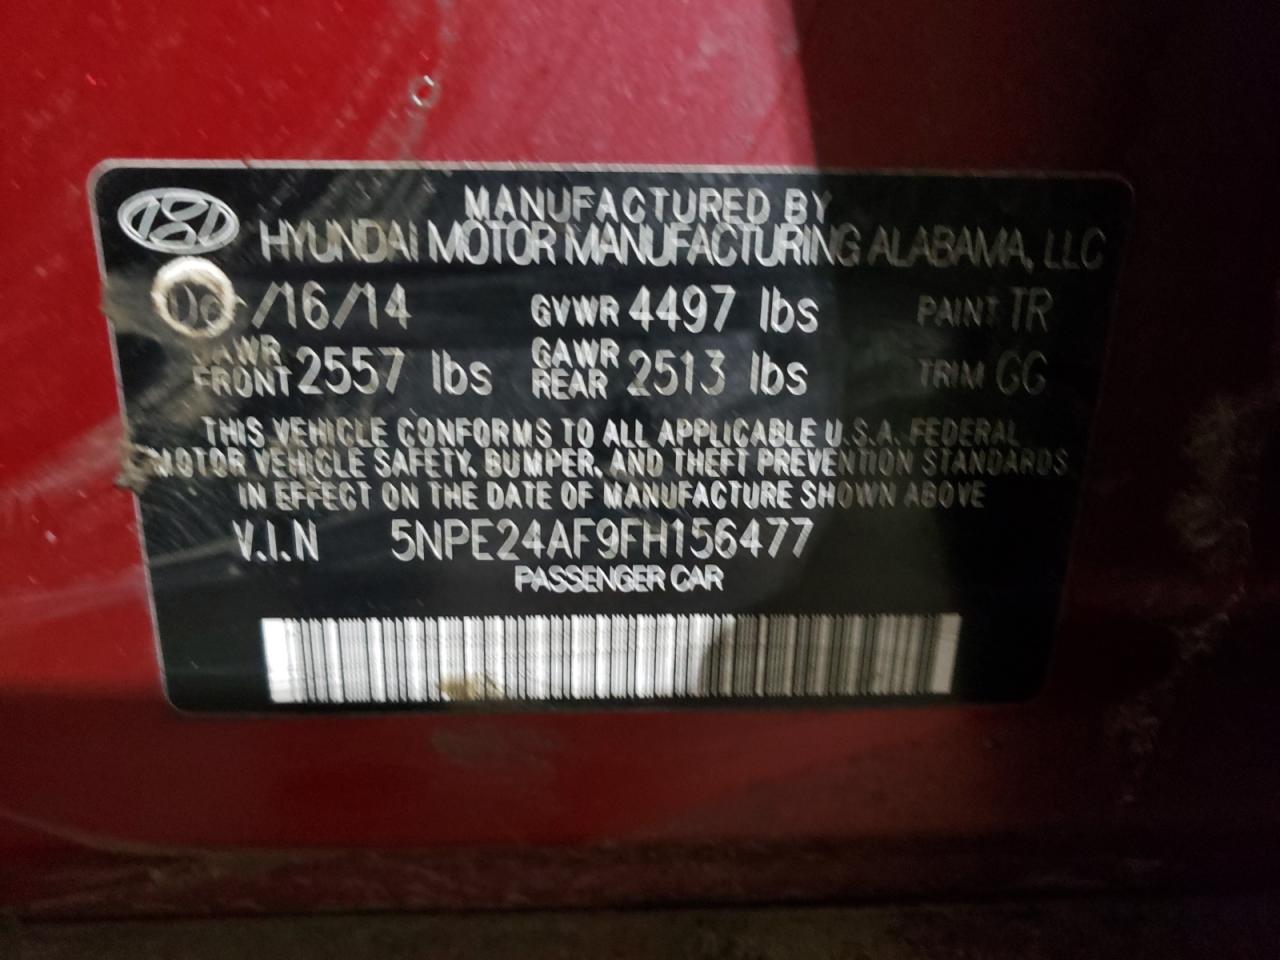 MANUFACTURED BY
HYUNDAI MOTOR MANUFACTURING ALABAMA, LLC
/16/14 GVWR 4497 lbs PAINT TR
GAWR FRONT 2557 lbs GAWR REAR 2513 lbs TRIM GG
THIS VEHICLE CONFORMS TO ALL APPLICABLE U.S.A. FEDERAL
MOTOR VEHICLE SAFETY, BUMPER, AND THEFT PREVENTION STANDARDS
IN EFFECT ON THE DATE OF MANUFACTURE SHOWN ABOVE
V.I.N 5NPE24AF9FH156477
PASSENGER CAR